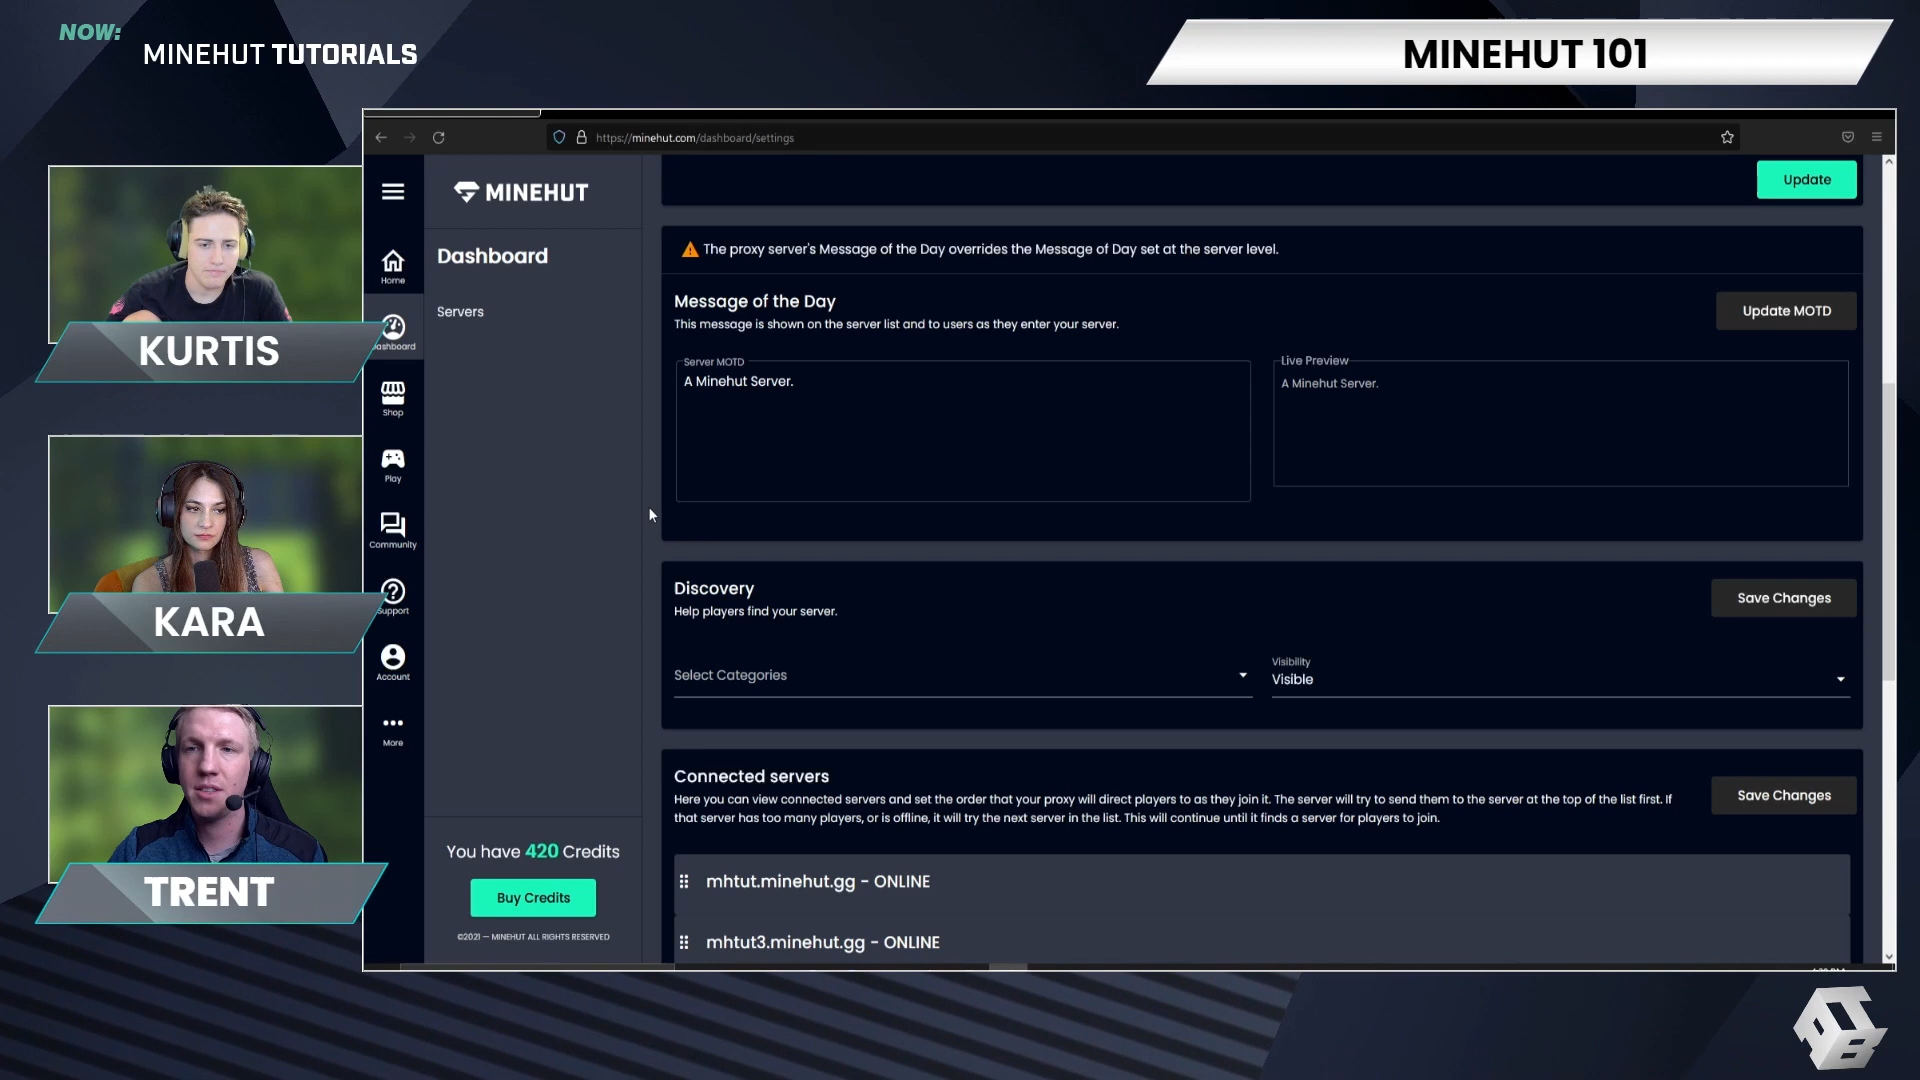 NOW:
MINEHUT TUTORIALS
MINEHUT 101
https://minehut.com/dashboard/settings
MINEHUT
Update
Dashboard
Servers
Home
ashboard
Shop
Play
Community
Support
Account
More
The proxy server's Message of the Day overrides the Message of Day set at the server level.
Message of the Day
This message is shown on the server list and to users as they enter your server.
Update MOTD
Server MOTD
A Minehut Server.
Live Preview
A Minehut Server.
Discovery
Help players find your server.
Save Changes
Select Categories
Visibility
Visible
Connected servers
Here you can view connected servers and set the order that your proxy will direct players to as they join it. The server will try to send them to the server at the top of the list first. If
that server has too many players, or is offline, it will try the next server in the list. This will continue until it finds a server for players to join.
Save Changes
mhtut.minehut.gg - ONLINE
mhtut3.minehut.gg - ONLINE
You have 420 Credits
Buy Credits
©2021 — MINEHUT ALL RIGHTS RESERVED
KURTIS
KARA
TRENT